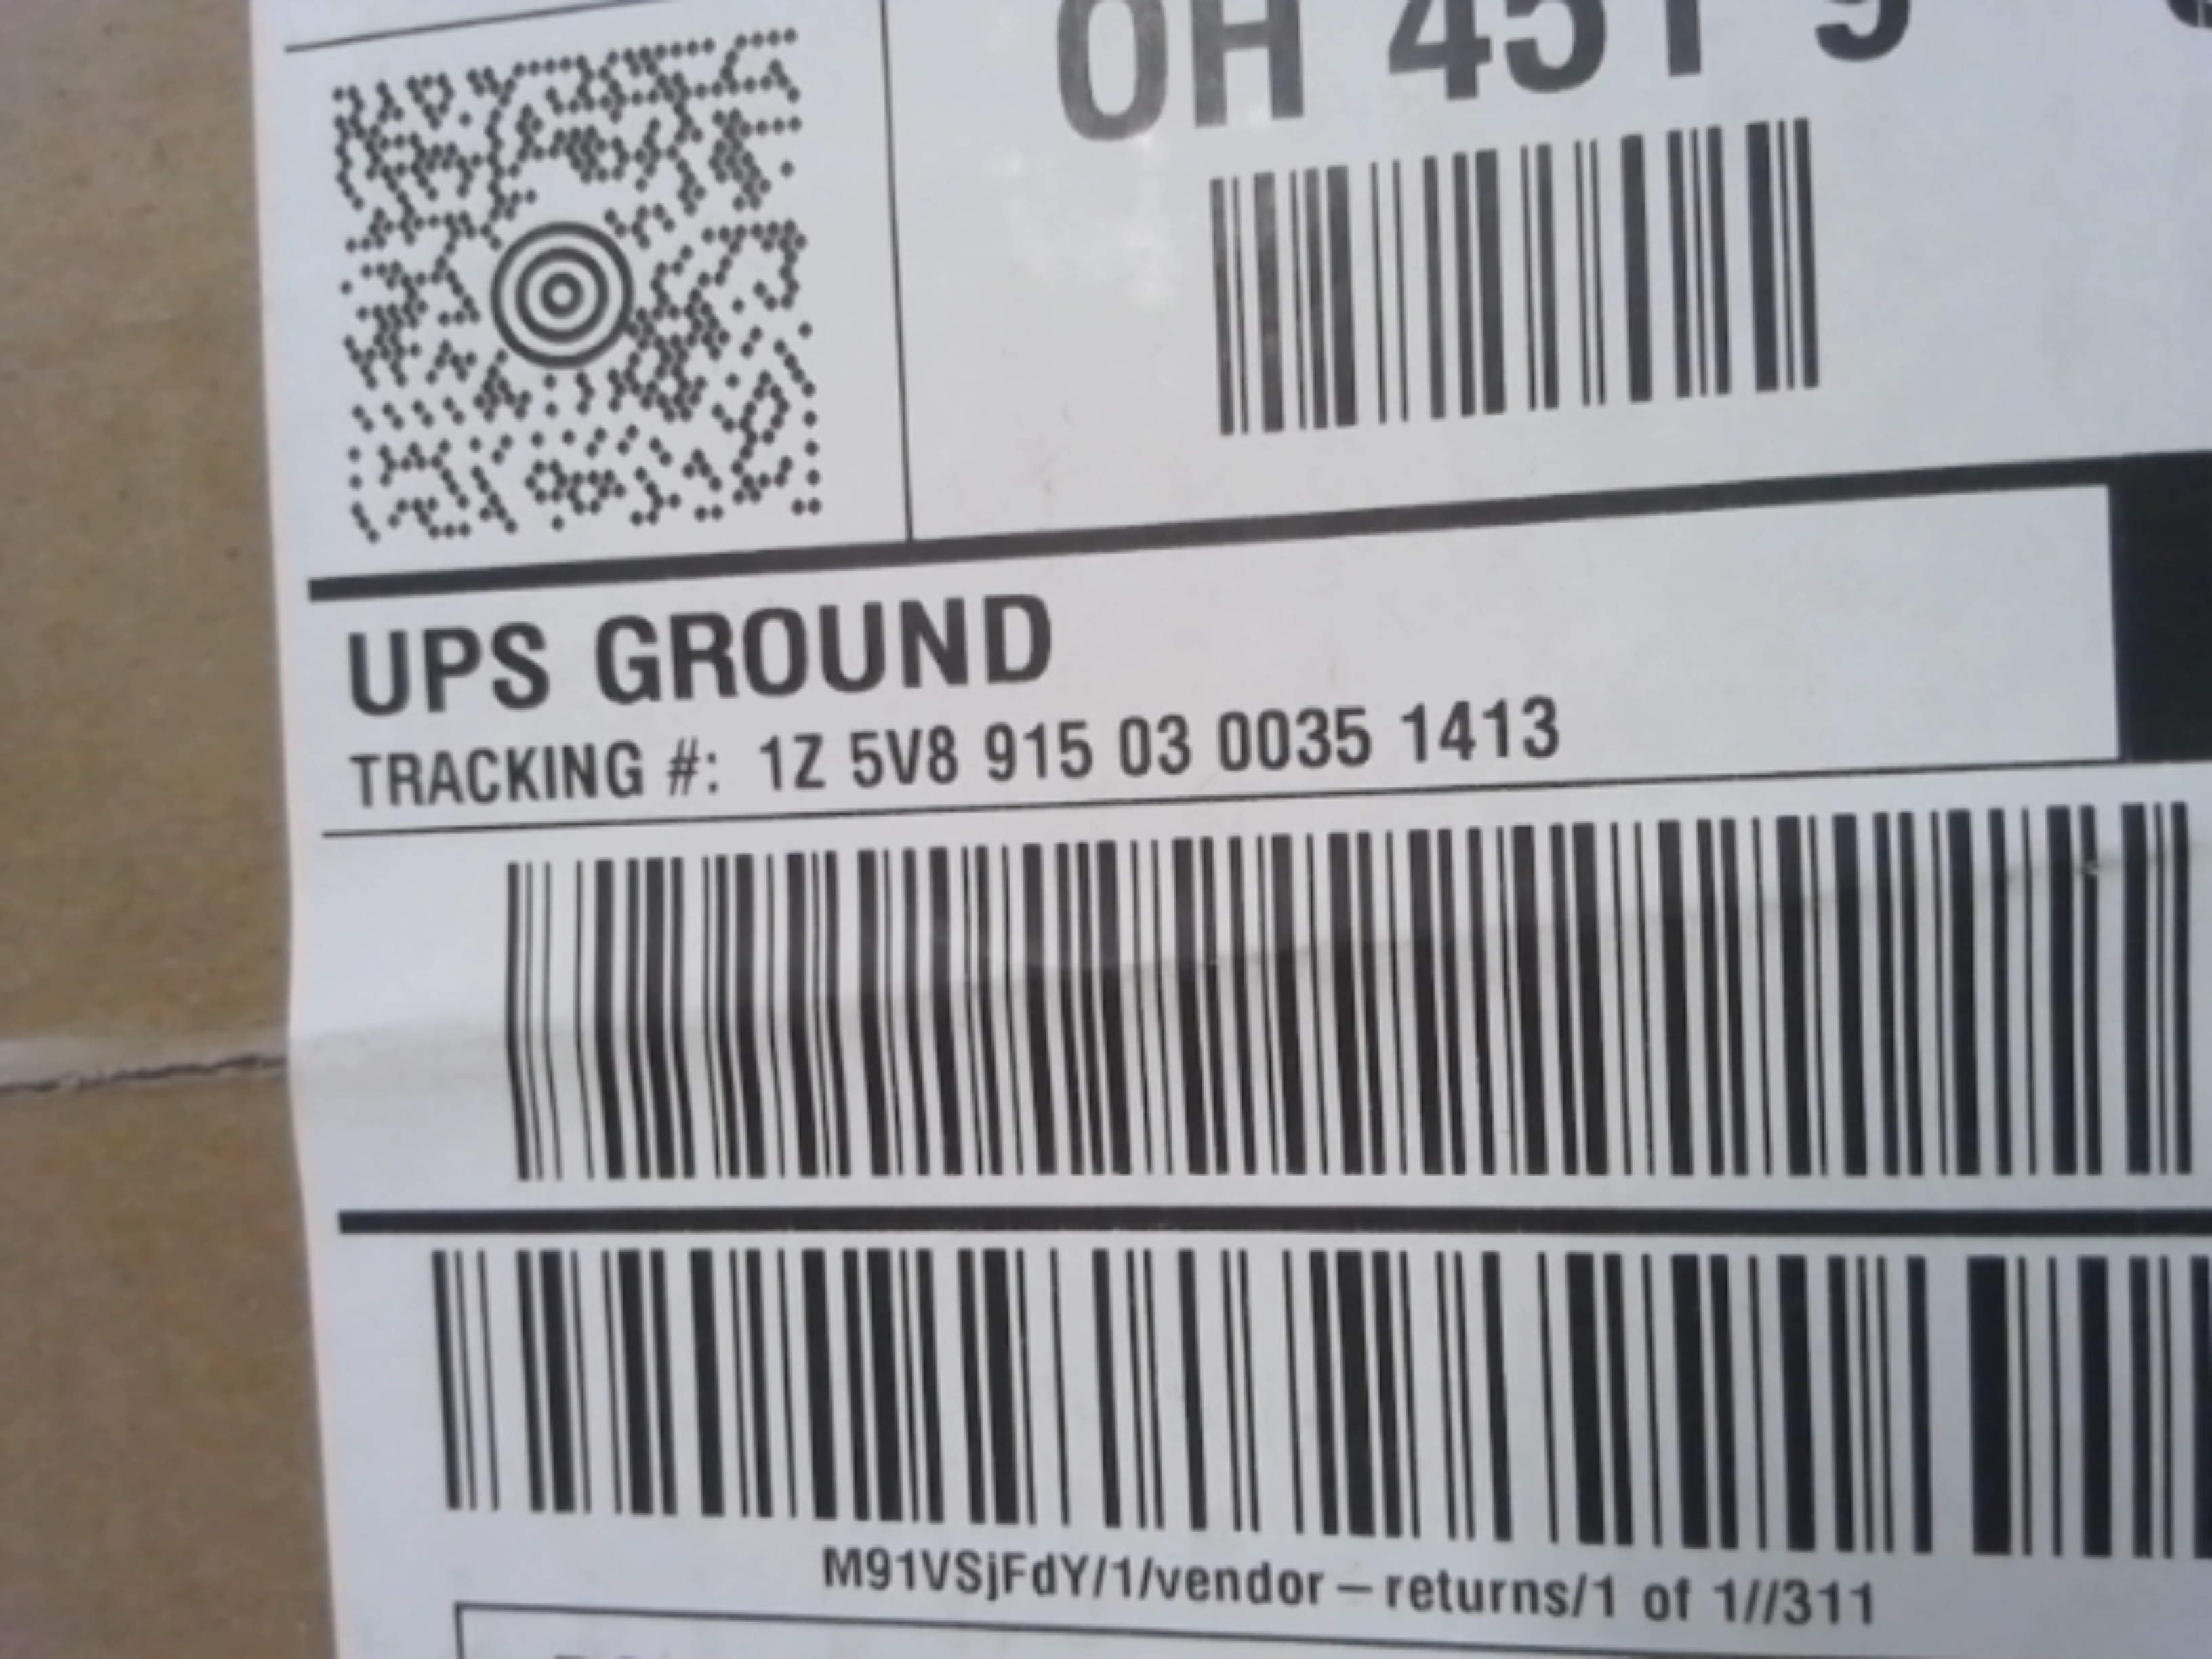 OH 451 9
UPS GROUND
TRACKING #: 1Z 5V8 915 03 0035 1413
M91VSjFdY/1/vendor – returns/1 of 1//311